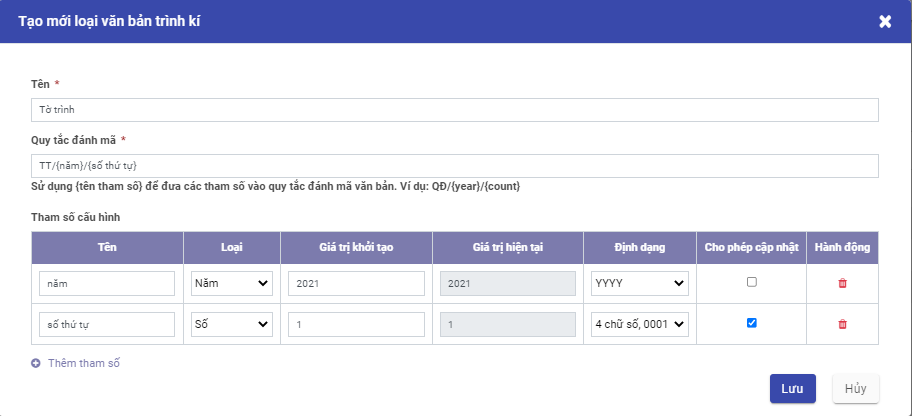 Tạo mới loại văn bản trình kí
Tên *
Tờ trình
Quy tắc đánh mã *
TT/{năm}/{số thứ tự}
Sử dụng {tên tham số} để đưa các tham số vào quy tắc đánh mã văn bản. Ví dụ: QĐ/{year}/{count}
Tham số cấu hình
Tên Loại Giá trị khởi tạo Giá trị hiện tại Định dạng Cho phép cập nhật Hành động
năm Năm 2021 2021 YYYY
số thứ tự Số 1 1 4 chữ số, 0001
Thêm tham số
Lưu Hủy